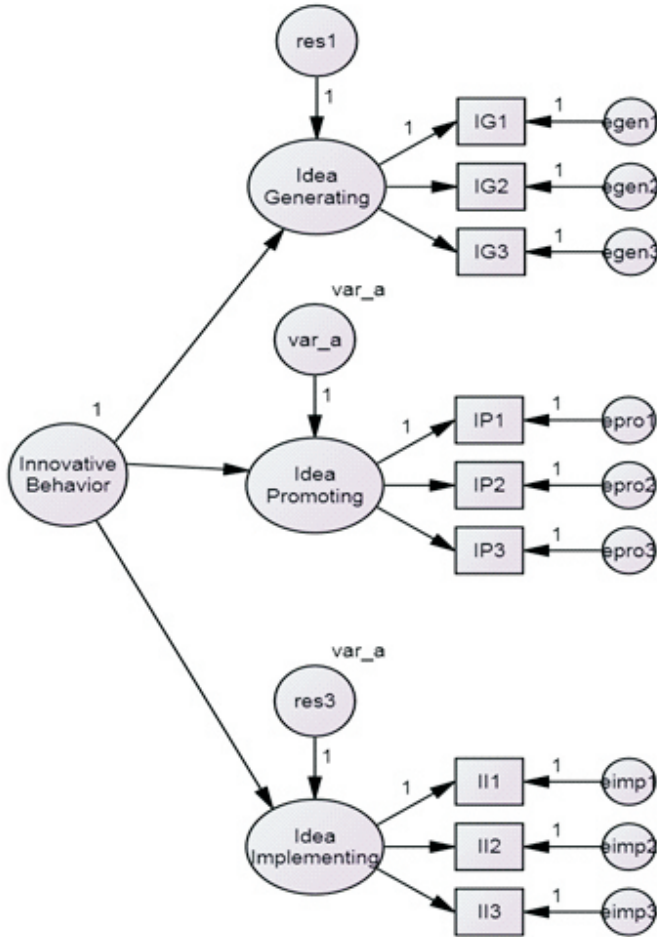 res1
1
1
IG1
1
egen1
Idea
Generating
IG2
1
egen2
IG3
1
egen3
var_a
var_a
1
1
IP1
1
epro1
1
Innovative
Behavior
Idea
Promoting
IP2
1
epro2
IP3
1
epro3
var_a
res3
1
1
II1
1
eimp1
Idea
Implementing
II2
1
eimp2
II3
1
eimp3